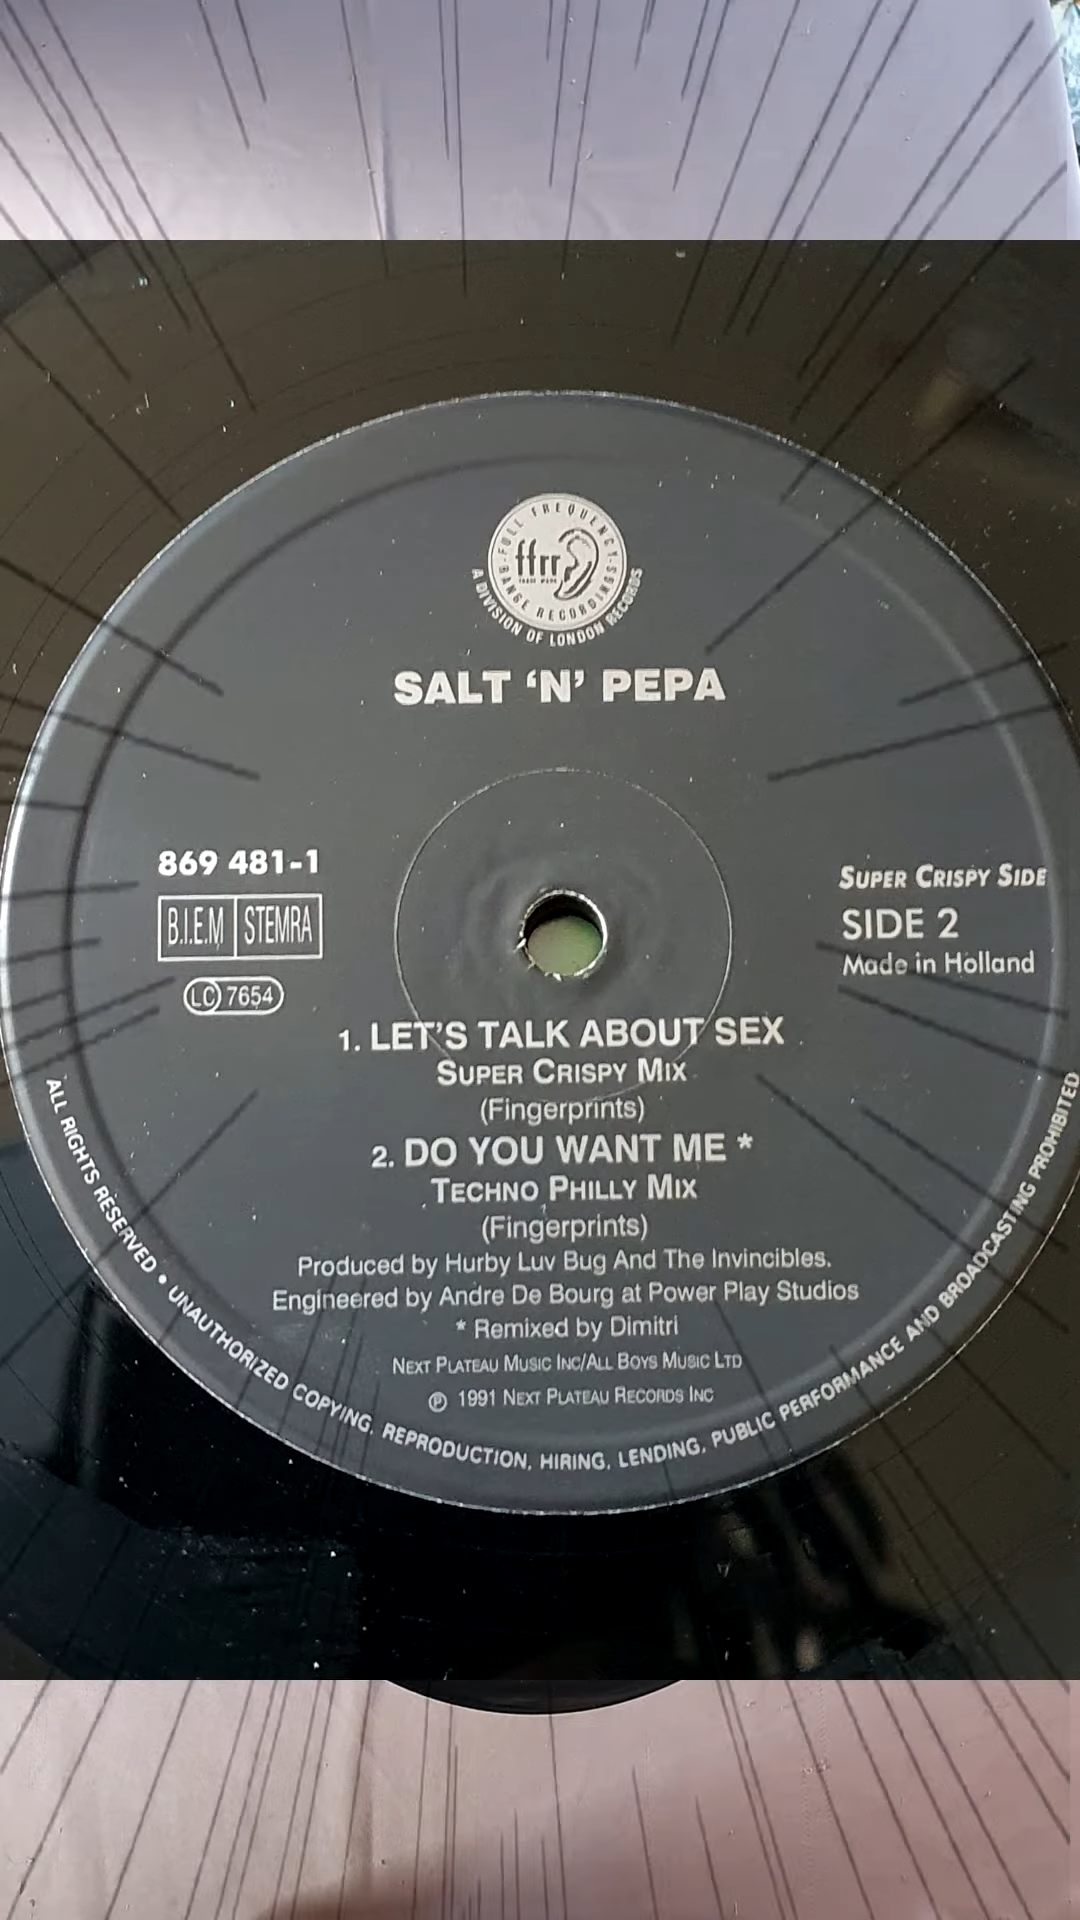 FULL FREQUENCY
ffrr
TRADE MARK
RANGE RECORDINGS
A DIVISION OF LONDON RECORDS
SALT ‘N’ PEPA
869 481-1
B.I.E.M STEMRA
LC 7654
SUPER CRISPY SIDE
SIDE 2
Made in Holland
1. LET’S TALK ABOUT SEX
SUPER CRISPY MIX
(Fingerprints)
2. DO YOU WANT ME *
TECHNO PHILLY MIX
(Fingerprints)
Produced by Hurby Luv Bug And The Invincibles.
Engineered by Andre De Bourg at Power Play Studios
* Remixed by Dimitri
NEXT PLATEAU MUSIC INC/ALL BOYS MUSIC LTD
℗ 1991 NEXT PLATEAU RECORDS INC
ALL RIGHTS RESERVED • UNAUTHORIZED COPYING, REPRODUCTION, HIRING, LENDING, PUBLIC PERFORMANCE AND BROADCASTING PROHIBITED